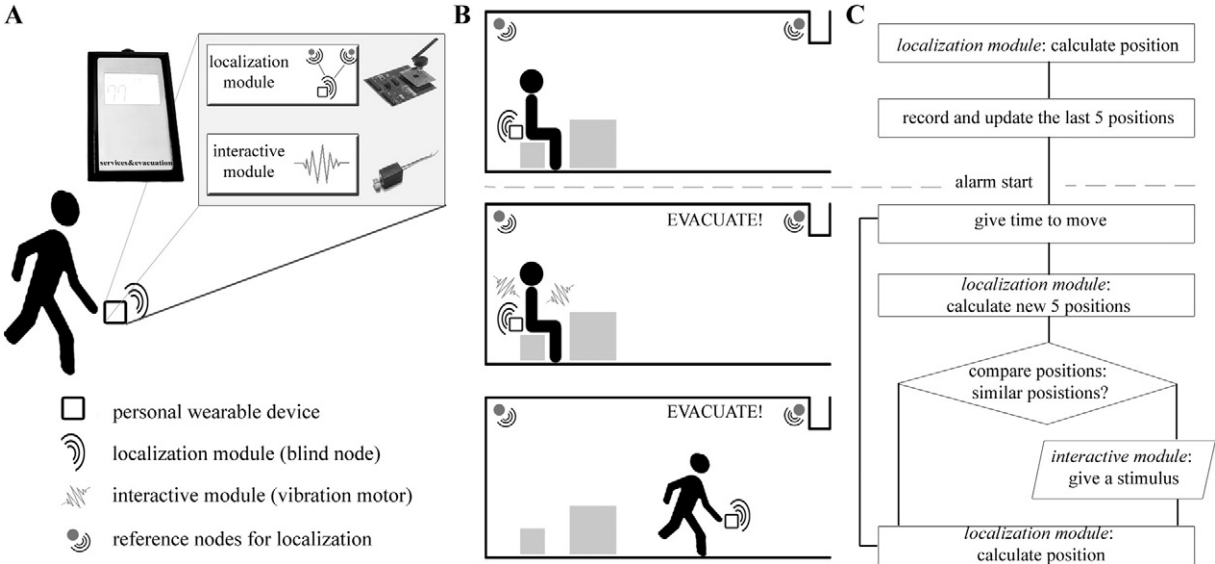 A
services&evacuation
localization
module
interactive
module
personal wearable device
localization module (blind node)
interactive module (vibration motor)
reference nodes for localization
B
EVACUATE!
EVACUATE!
C
localization module: calculate position
record and update the last 5 positions
alarm start
give time to move
localization module:
calculate new 5 positions
compare positions:
similar posistions?
interactive module:
give a stimulus
localization module:
calculate position